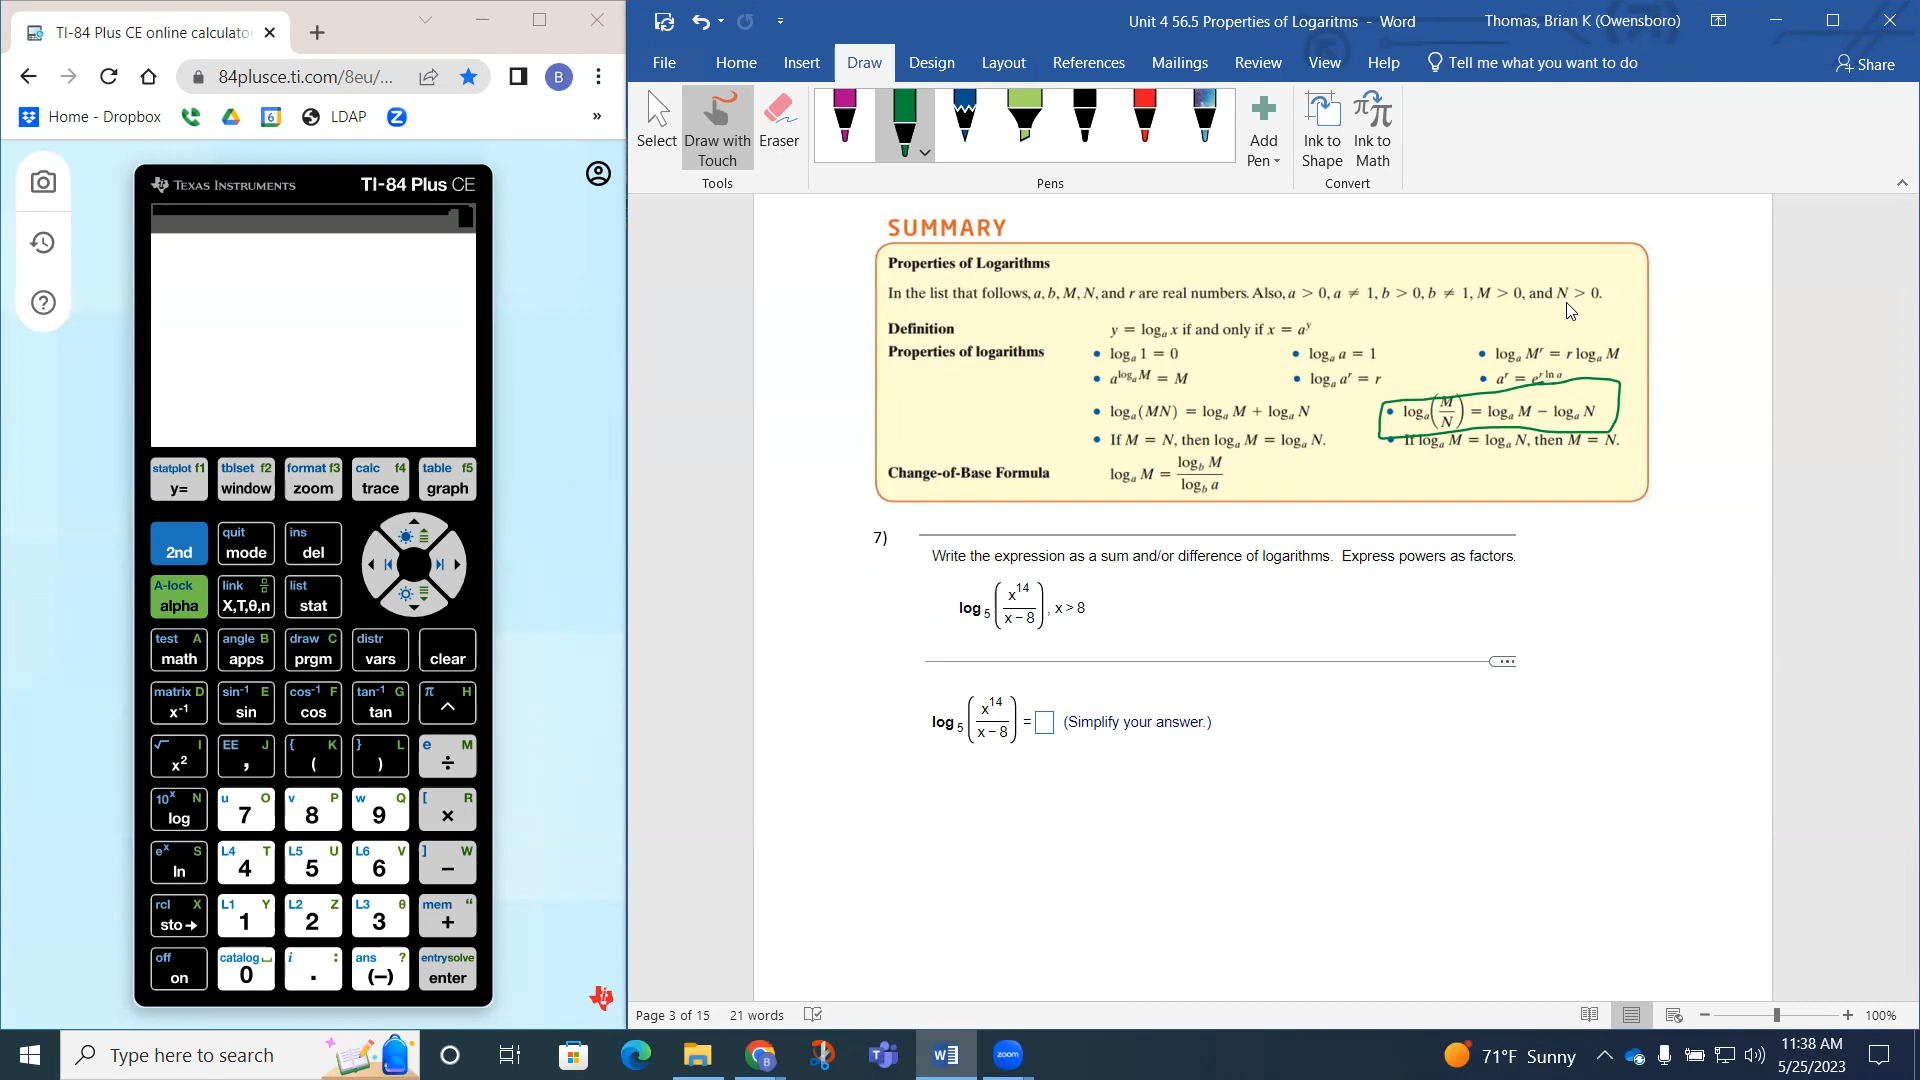 TI-84 Plus CE online calculator
84plusce.ti.com/8eu/...
B
Home - Dropbox
6
LDAP
Z
»
TEXAS INSTRUMENTS
TI-84 Plus CE
statplot f1 tblset f2 format f3 calc f4 table f5
y= window zoom trace graph
quit ins
2nd mode del
A-lock link list
alpha X,T,θ,n stat
test A angle B draw C distr
math apps prgm vars clear
matrix D sin⁻¹ E cos⁻¹ F tan⁻¹ G π H
x⁻¹ sin cos tan ^
√ I EE J { K } L e M
x² , ( ) ÷
10ˣ N u O v P w Q [ R
log 7 8 9 ×
eˣ S L4 T L5 U L6 V ] W
ln 4 5 6 −
rcl X L1 Y L2 Z L3 θ mem "
sto→ 1 2 3 +
off catalog i : ans ? entry solve
on 0 . (−) enter
Unit 4 56.5 Properties of Logaritms - Word
Thomas, Brian K (Owensboro)
File Home Insert Draw Design Layout References Mailings Review View Help Tell me what you want to do Share
Select Draw with Touch Eraser
Add Pen
Ink to Shape
Ink to Math
Tools Pens Convert
SUMMARY
Properties of Logarithms
In the list that follows, a, b, M, N, and r are real numbers. Also, a > 0, a ≠ 1, b > 0, b ≠ 1, M > 0, and N > 0.
Definition y = logₐ x if and only if x = aʸ
Properties of logarithms • logₐ 1 = 0 • logₐ a = 1 • logₐ Mʳ = r logₐ M
• a^(logₐ M) = M • logₐ aʳ = r • aʳ = e^(r ln a)
• logₐ(MN) = logₐ M + logₐ N • logₐ(M/N) = logₐ M − logₐ N
• If M = N, then logₐ M = logₐ N. • If logₐ M = logₐ N, then M = N.
Change-of-Base Formula logₐ M = log_b M / log_b a
7)
Write the expression as a sum and/or difference of logarithms. Express powers as factors.
log₅ (x¹⁴ / (x − 8)), x > 8
log₅ (x¹⁴ / (x − 8)) = (Simplify your answer.)
Page 3 of 15 21 words
100%
Type here to search
zoom
71°F Sunny
11:38 AM
5/25/2023